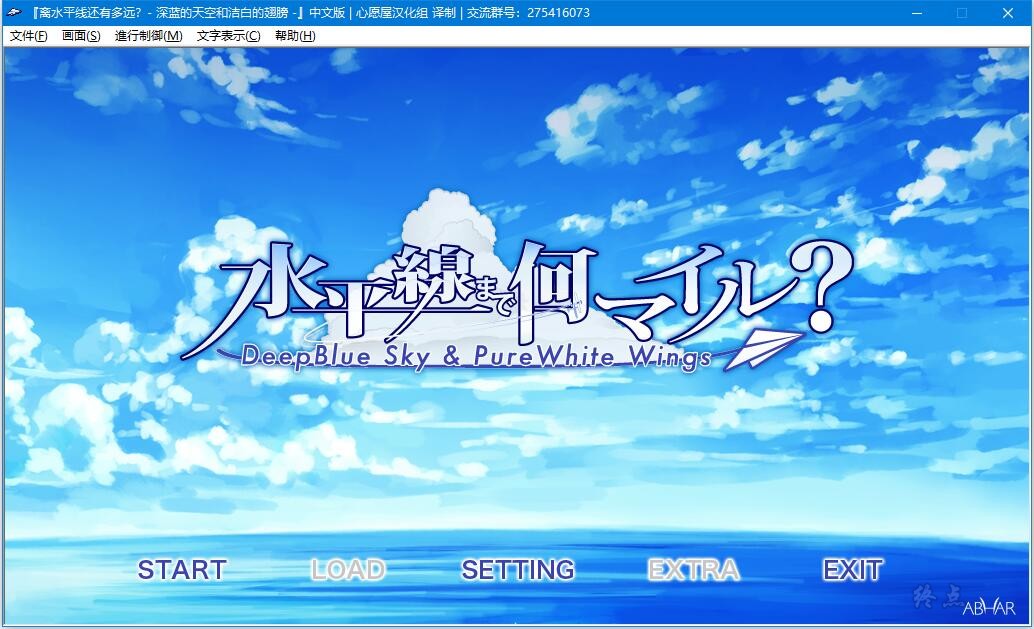 『离水平线还有多远？- 深蓝的天空和洁白的翅膀 -』中文版 | 心愿屋汉化组 译制 | 交流群号：275416073
文件(F) 画面(S) 進行制御(M) 文字表示(C) 帮助(H)
水平線まで何マイル?
DeepBlue Sky & PureWhite Wings
START LOAD SETTING EXTRA EXIT
终点
ABHAR